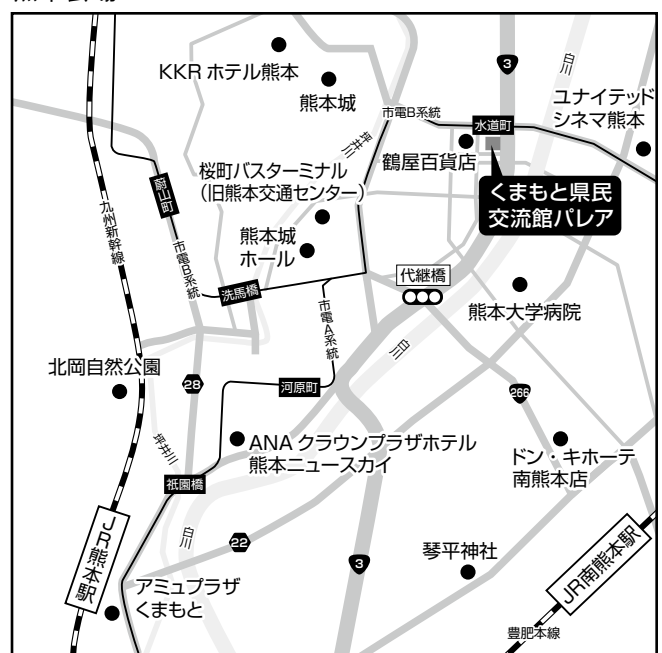 3
白川
KKR ホテル熊本
熊本城
市電B系統
水道町
ユナイテッド
シネマ熊本
坪井川
鶴屋百貨店
桜町バスターミナル
(旧熊本交通センター)
くまもと県民
交流館パレア
蔚山町
九州新幹線
市電B系統
熊本城
ホール
洗馬橋
代継橋
熊本大学病院
市電A系統
白川
北岡自然公園
28
河原町
266
坪井川
ANA クラウンプラザホテル
熊本ニュースカイ
ドン・キホーテ
南熊本店
祇園橋
JR熊本駅
白川
22
3
琴平神社
JR南熊本駅
アミュプラザ
くまもと
豊肥本線